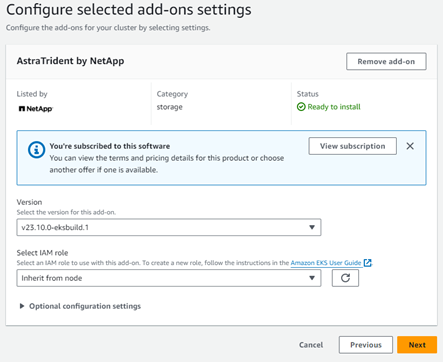 Configure selected add-ons settings
Configure the add-ons for your cluster by selecting settings.
AstraTrident by NetApp
Remove add-on
Listed by
NetApp
Category
storage
Status
Ready to install
You're subscribed to this software
You can view the terms and pricing details for this product or choose
another offer if one is available.
View subscription
Version
Select the version for this add-on.
v23.10.0-eksbuild.1
Select IAM role
Select an IAM role to use with this add-on. To create a new role, follow the instructions in the Amazon EKS User Guide
Inherit from node
Optional configuration settings
Cancel
Previous
Next